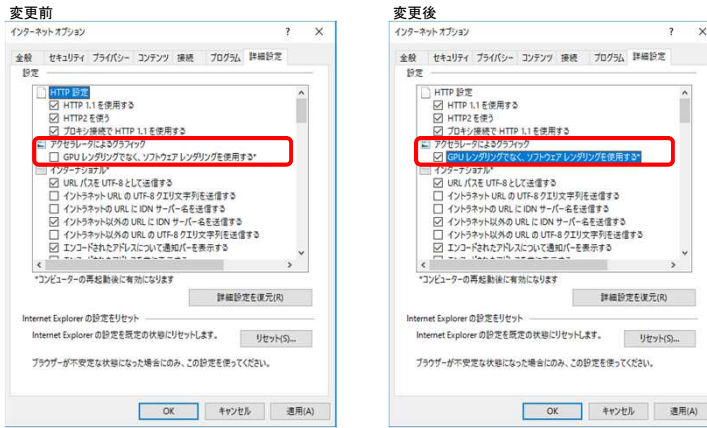 変更前
インターネット オプション
? ×
全般 セキュリティ プライバシー コンテンツ 接続 プログラム 詳細設定
設定
HTTP 設定
HTTP 1.1 を使用する
HTTP2 を使う
プロキシ接続で HTTP 1.1 を使用する
アクセラレータによるグラフィック
GPU レンダリングでなく、ソフトウェア レンダリングを使用する*
インターナショナル*
URL パスを UTF-8 として送信する
イントラネット URL の UTF-8 クエリ文字列を送信する
イントラネットの URL に IDN サーバー名を送信する
イントラネット以外の URL に IDN サーバー名を送信する
イントラネット以外の URL の UTF-8 クエリ文字列を送信する
エンコードされたアドレスについて通知バーを表示する
*コンピューターの再起動後に有効になります
詳細設定を復元(R)
Internet Explorer の設定をリセット
Internet Explorer の設定を既定の状態にリセットします。
リセット(S)...
ブラウザーが不安定な状態になった場合にのみ、この設定を使ってください。
OK キャンセル 適用(A)
変更後
インターネット オプション
? ×
全般 セキュリティ プライバシー コンテンツ 接続 プログラム 詳細設定
設定
HTTP 設定
HTTP 1.1 を使用する
HTTP2 を使う
プロキシ接続で HTTP 1.1 を使用する
アクセラレータによるグラフィック
GPU レンダリングでなく、ソフトウェア レンダリングを使用する*
インターナショナル*
URL パスを UTF-8 として送信する
イントラネット URL の UTF-8 クエリ文字列を送信する
イントラネットの URL に IDN サーバー名を送信する
イントラネット以外の URL に IDN サーバー名を送信する
イントラネット以外の URL の UTF-8 クエリ文字列を送信する
エンコードされたアドレスについて通知バーを表示する
*コンピューターの再起動後に有効になります
詳細設定を復元(R)
Internet Explorer の設定をリセット
Internet Explorer の設定を既定の状態にリセットします。
リセット(S)...
ブラウザーが不安定な状態になった場合にのみ、この設定を使ってください。
OK キャンセル 適用(A)